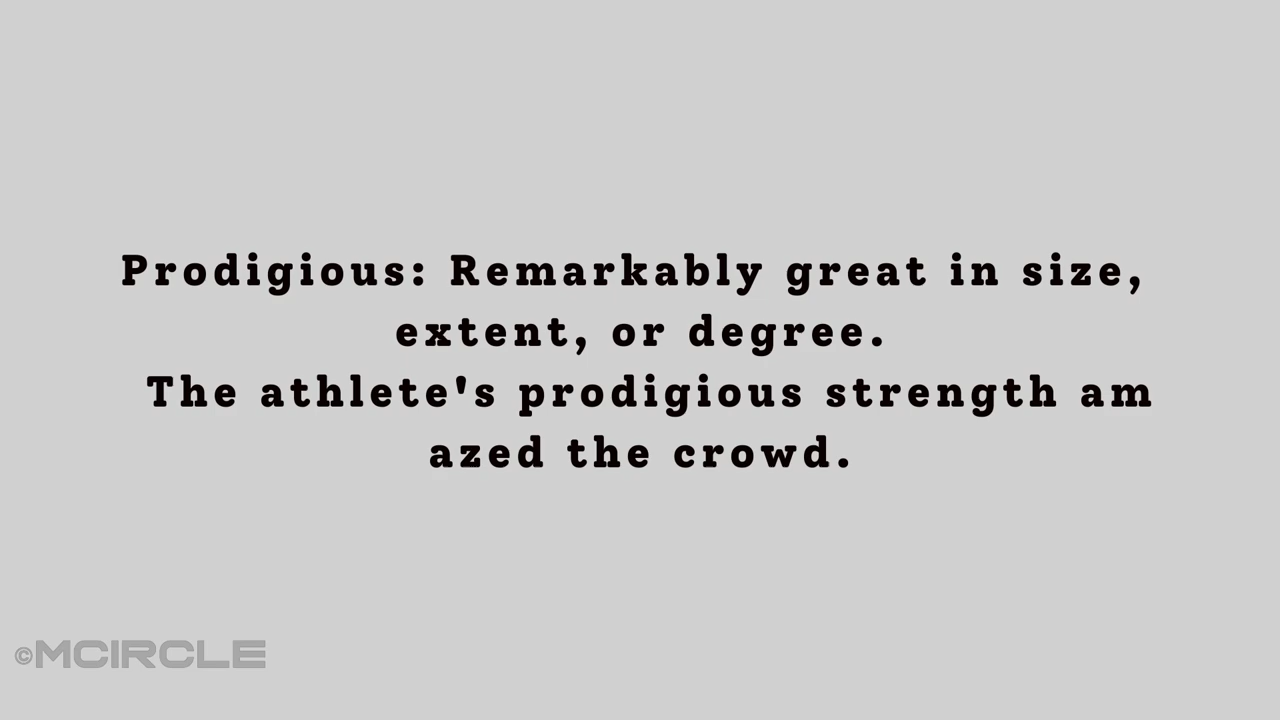 Prodigious: Remarkably great in size,
extent, or degree.
The athlete's prodigious strength am
azed the crowd.
©MCIRCLE